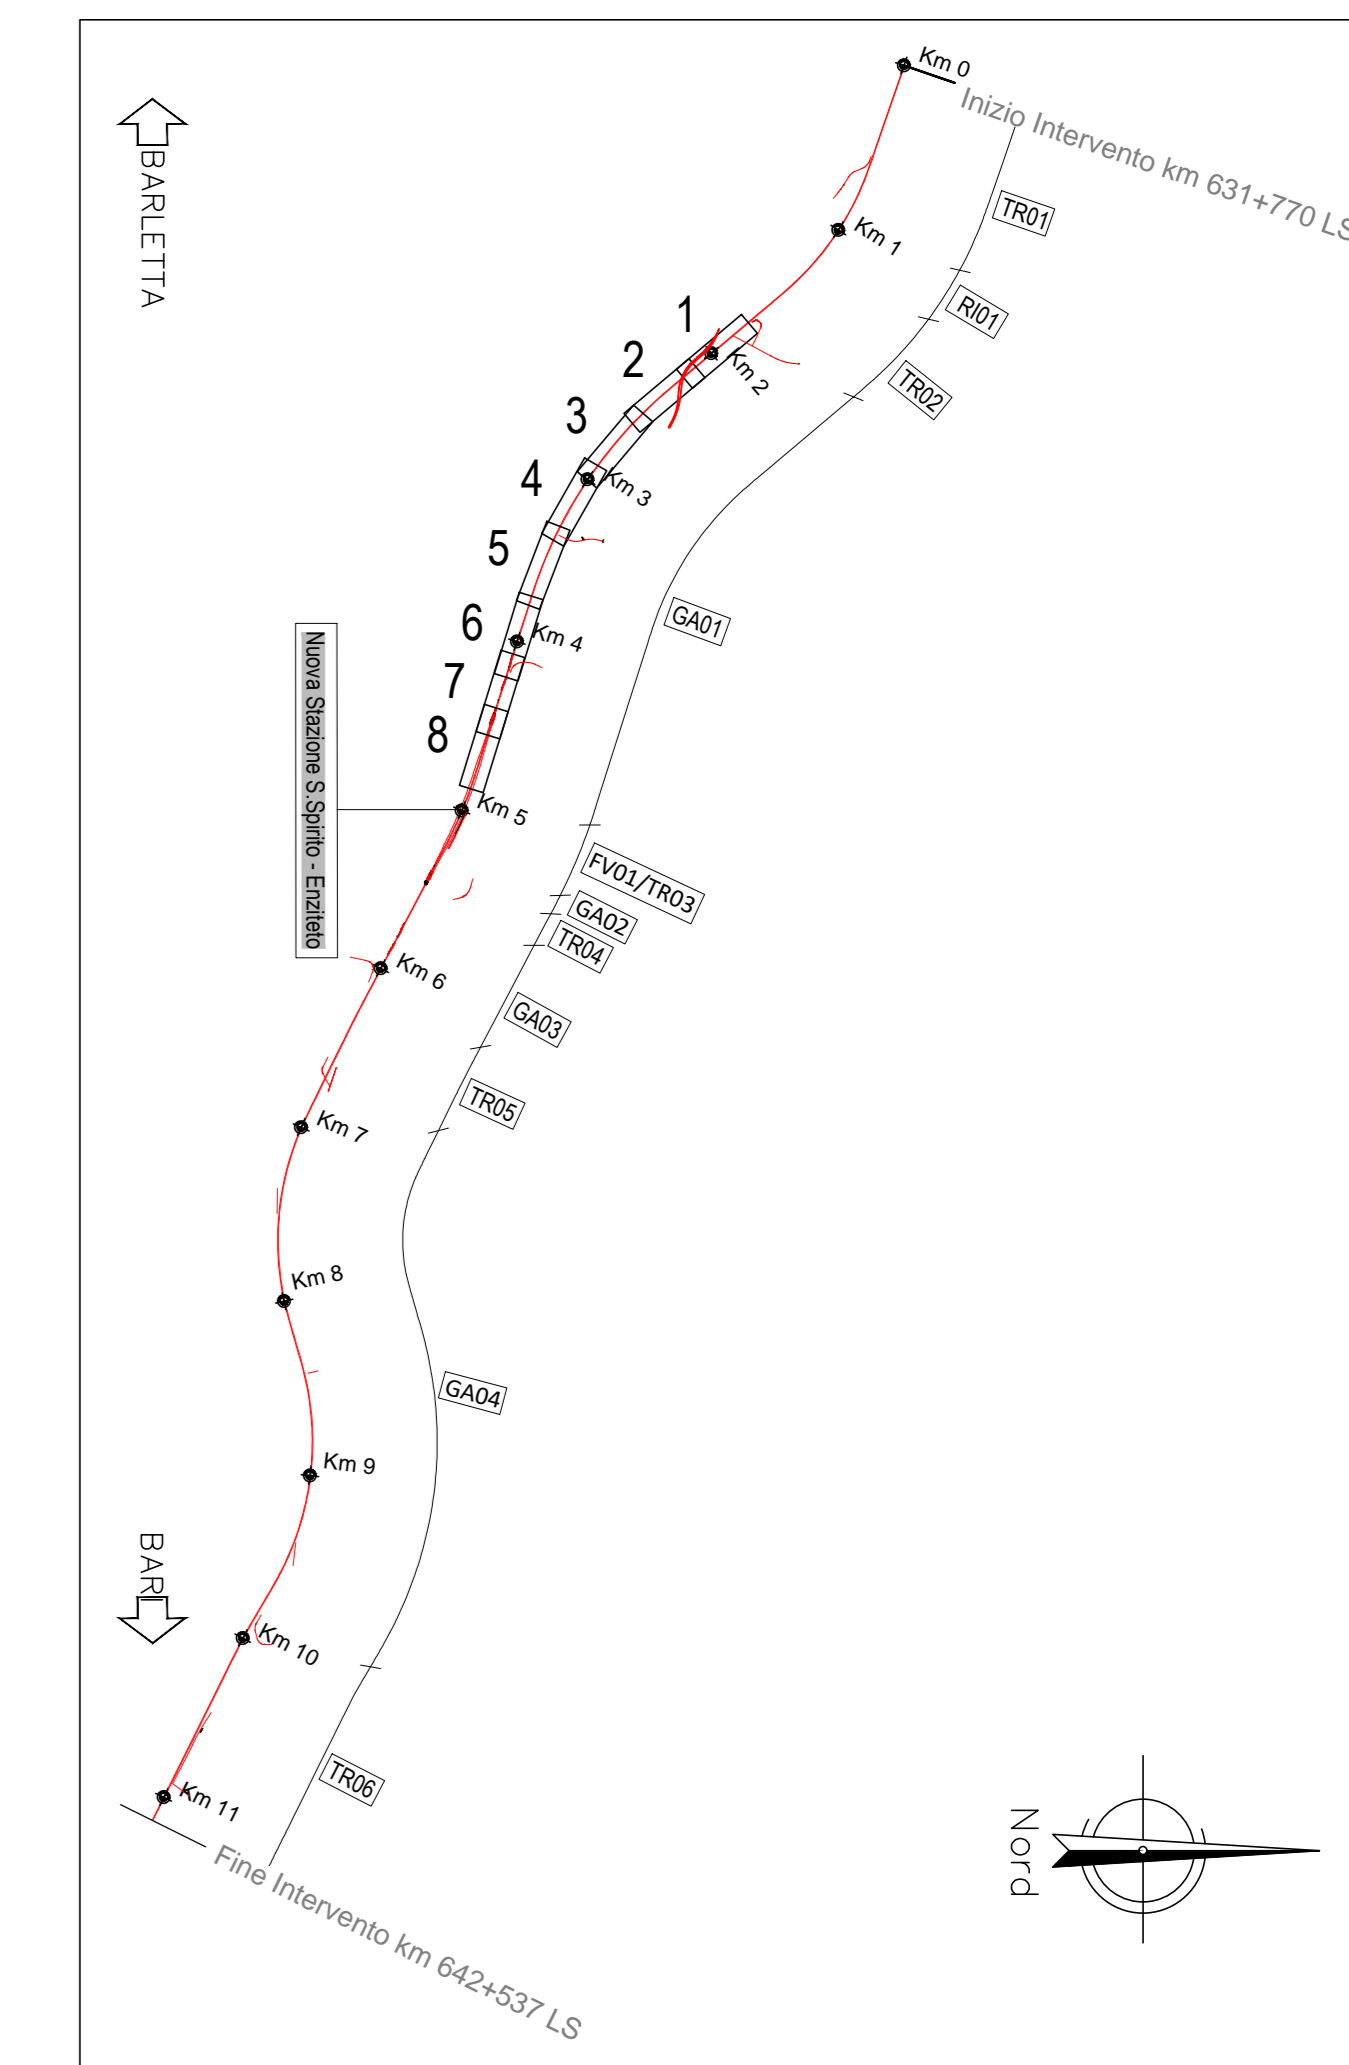 Km 0
Inizio Intervento km 631+770 LS
BARLETTA
TR01
Km 1
RI01
1
Km 2
2
TR02
3
4
Km 3
5
GA01
6
Km 4
7
8
Nuova Stazione S.Spirito - Enziteto
Km 5
FV01/TR03
GA02
TR04
Km 6
GA03
TR05
Km 7
Km 8
GA04
Km 9
BARI
Km 10
TR06
Km 11
Fine Intervento km 642+537 LS
Nord